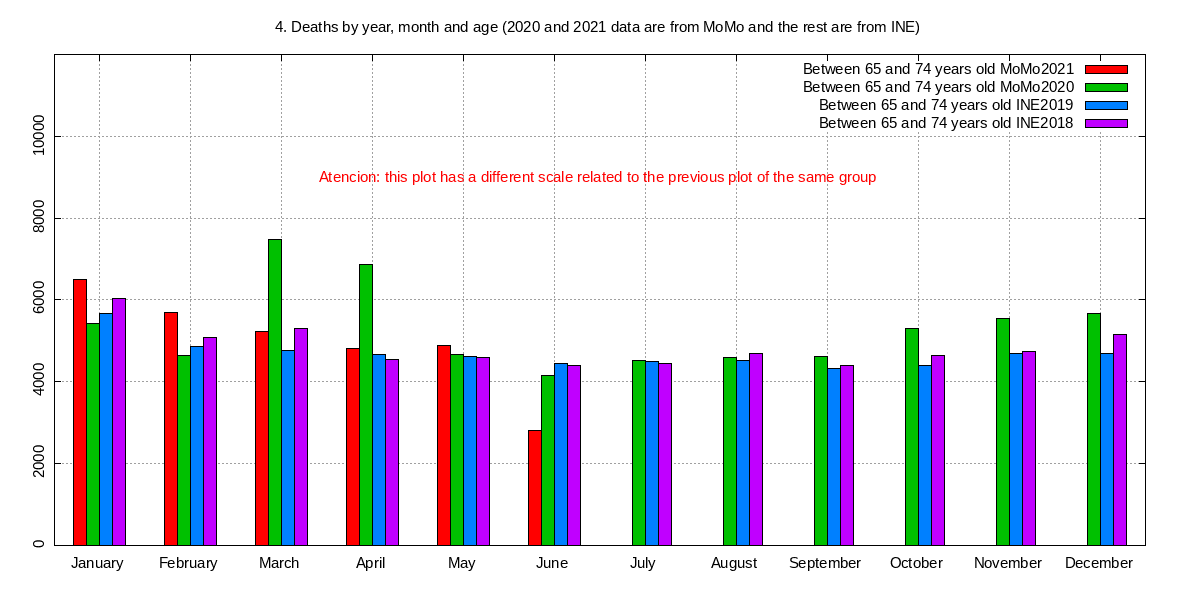 4. Deaths by year, month and age (2020 and 2021 data are from MoMo and the rest are from INE)
Between 65 and 74 years old MoMo2021
Between 65 and 74 years old MoMo2020
Between 65 and 74 years old INE2019
Between 65 and 74 years old INE2018
Atencion: this plot has a different scale related to the previous plot of the same group
10000
8000
6000
4000
2000
0
January February March April May June July August September October November December